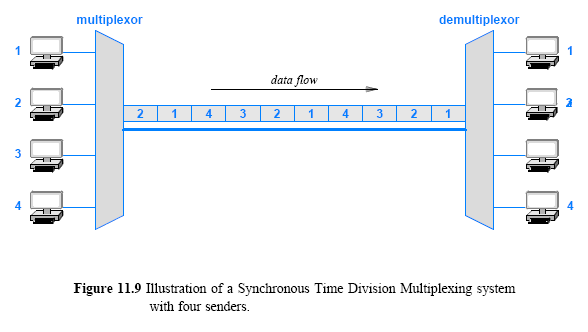 multiplexor demultiplexor
1 1
data flow
2 2
2 1 4 3 2 1 4 3 2 1
3
4 4
Figure 11.9 Illustration of a Synchronous Time Division Multiplexing system
with four senders.